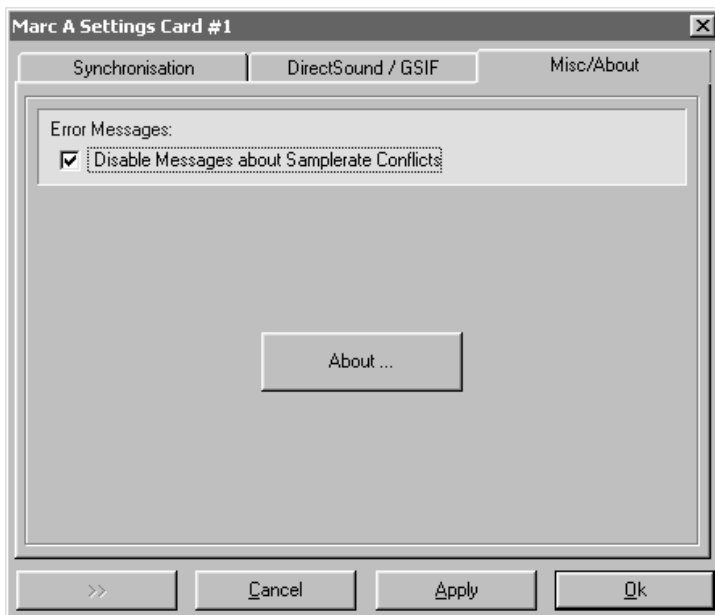 Marc A Settings Card #1
Synchronisation
DirectSound / GSIF
Misc/About
Error Messages:
Disable Messages about Samplerate Conflicts
About ...
>>
Cancel
Apply
Ok